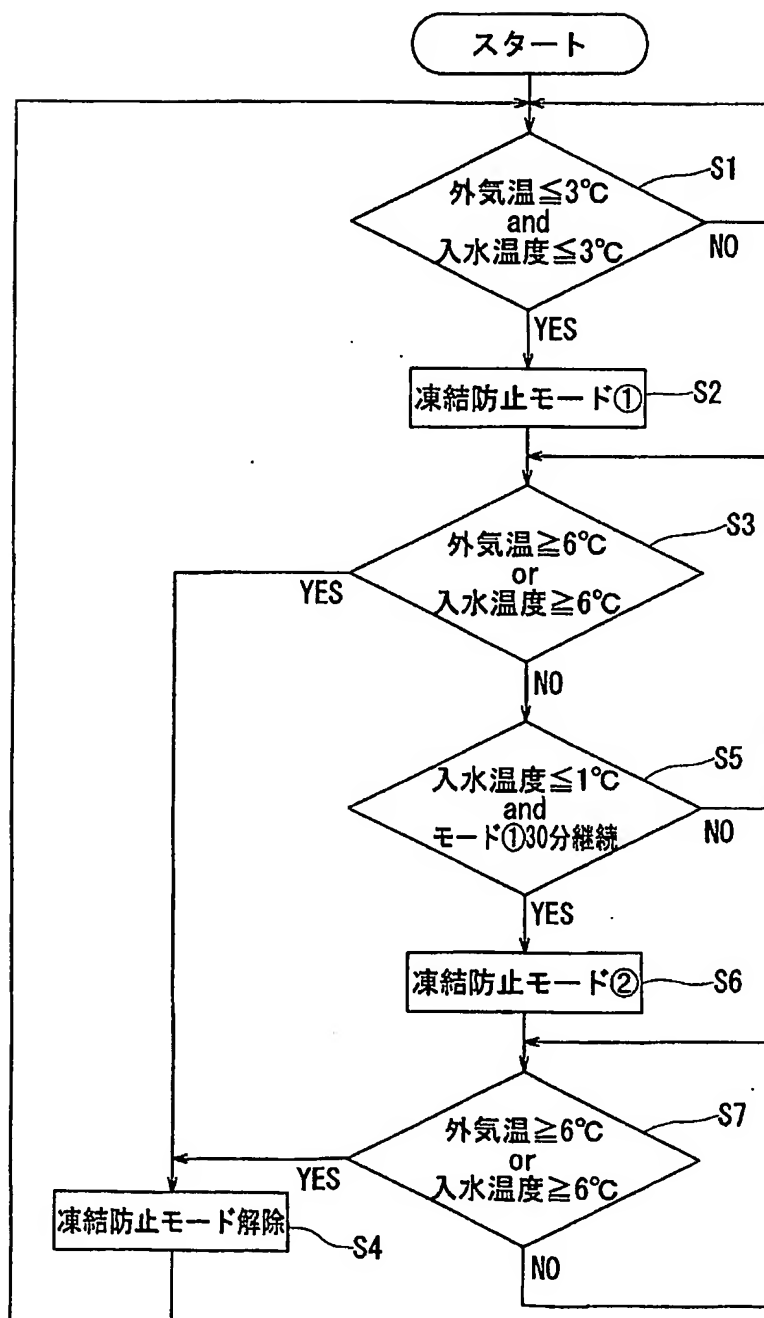 スタート
外気温≦3℃
and
入水温度≦3℃
S1
NO
YES
凍結防止モード①
S2
外気温≧6℃
or
入水温度≧6℃
S3
YES
NO
入水温度≦1℃
and
モード①30分継続
S5
NO
YES
凍結防止モード②
S6
外気温≧6℃
or
入水温度≧6℃
S7
YES
NO
凍結防止モード解除
S4